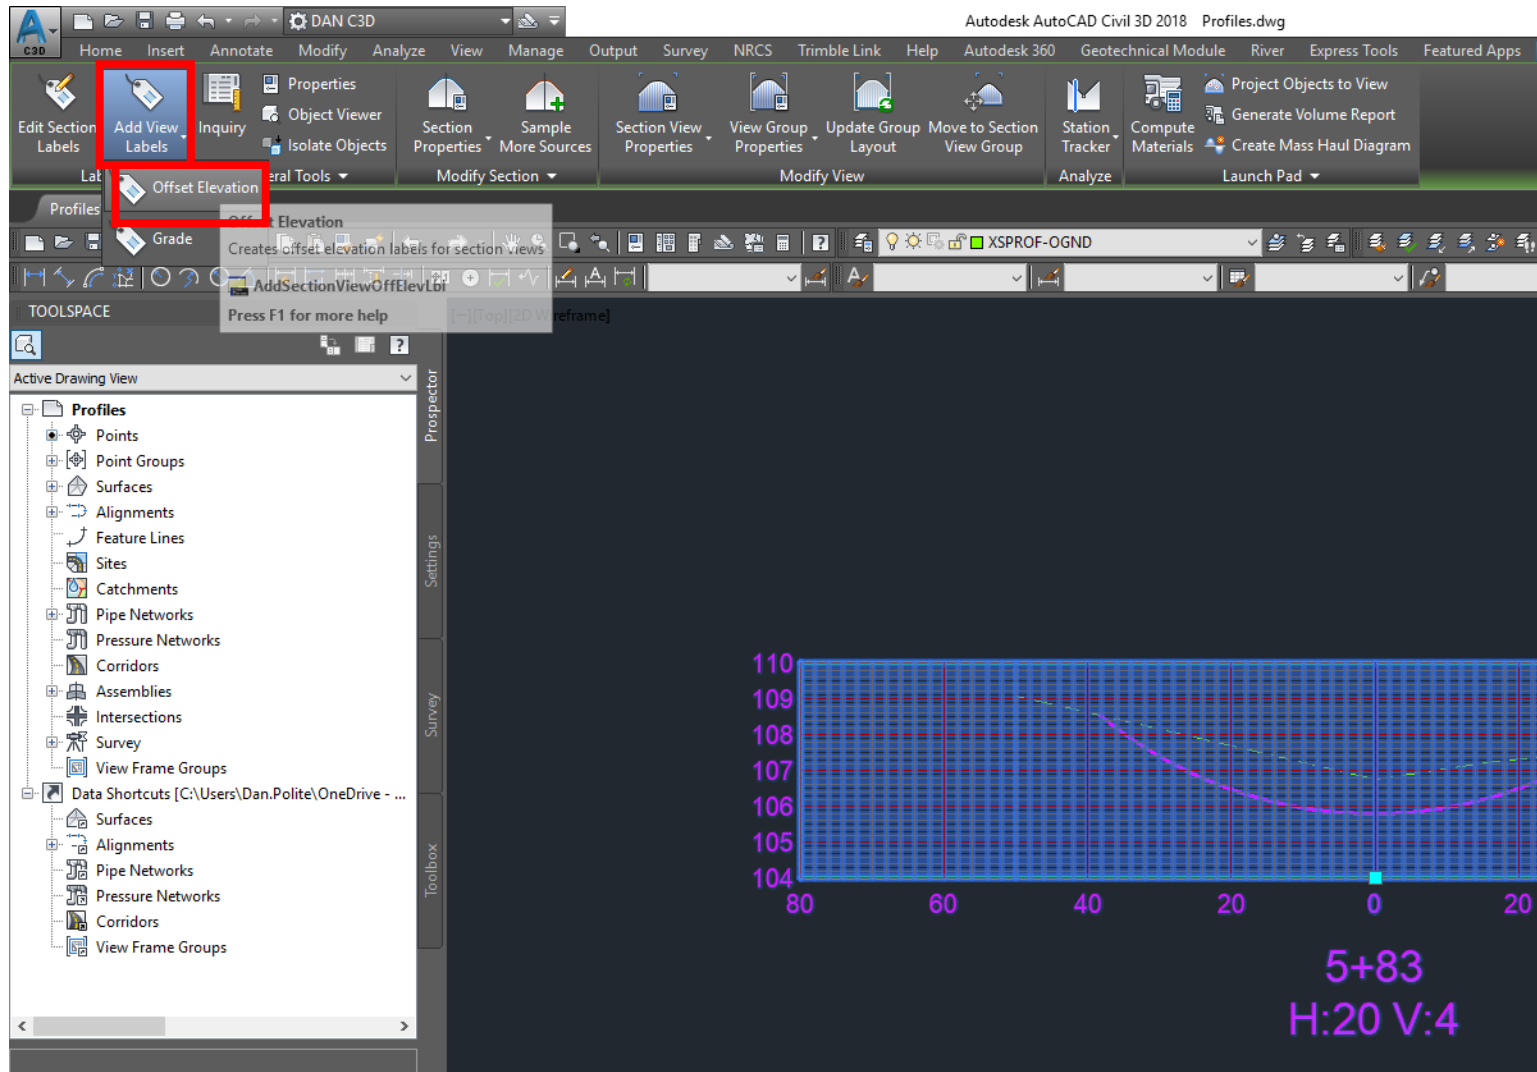 DAN C3D
Autodesk AutoCAD Civil 3D 2018 Profiles.dwg
C3D
Home Insert Annotate Modify Analyze View Manage Output Survey NRCS Trimble Link Help Autodesk 360 Geotechnical Module River Express Tools Featured Apps
Edit Section Labels
Add View Labels
Inquiry
Properties
Object Viewer
Isolate Objects
Section Properties
Sample More Sources
Section View Properties
View Group Properties
Update Group Layout
Move to Section View Group
Station Tracker
Compute Materials
Project Objects to View
Generate Volume Report
Create Mass Haul Diagram
Modify Section
Modify View
Analyze
Launch Pad
Offset Elevation
Grade
Profiles
Offset Elevation
Creates offset elevation labels for section views
AddSectionViewOffElevLbl
Press F1 for more help
XSPROF-OGND
[−][Top][2D Wireframe]
TOOLSPACE
Active Drawing View
Profiles
Points
Point Groups
Surfaces
Alignments
Feature Lines
Sites
Catchments
Pipe Networks
Pressure Networks
Corridors
Assemblies
Intersections
Survey
View Frame Groups
Data Shortcuts [C:\Users\Dan.Polite\OneDrive - ...
Surfaces
Alignments
Pipe Networks
Pressure Networks
Corridors
View Frame Groups
Prospector
Settings
Survey
Toolbox
110
109
108
107
106
105
104
80 60 40 20 0 20
5+83
H:20 V:4